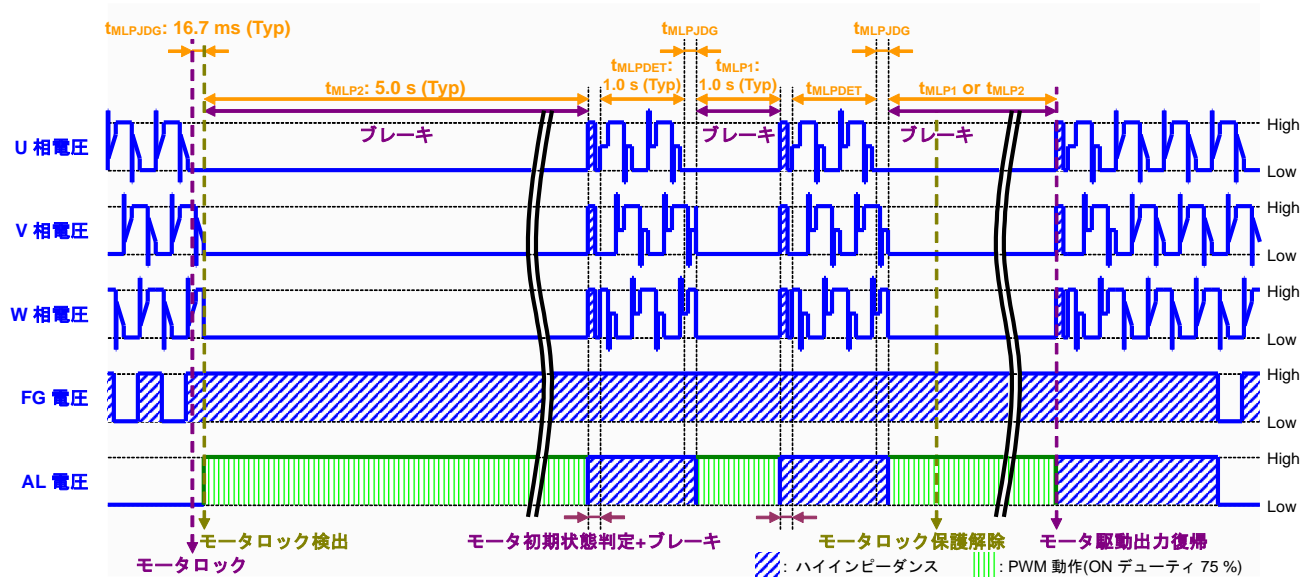 tMLPJDG: 16.7 ms (Typ)
tMLPJDG
tMLPJDG
tMLP2: 5.0 s (Typ)
tMLPDET:
1.0 s (Typ)
tMLP1:
1.0 s (Typ)
tMLPDET
tMLP1 or tMLP2
ブレーキ
ブレーキ
ブレーキ
U 相電圧
High
Low
V 相電圧
High
Low
W 相電圧
High
Low
FG 電圧
High
Low
AL 電圧
High
Low
モータロック検出
モータ初期状態判定+ブレーキ
モータロック保護解除
モータ駆動出力復帰
モータロック
: ハイインピーダンス
: PWM 動作(ON デューティ 75 %)